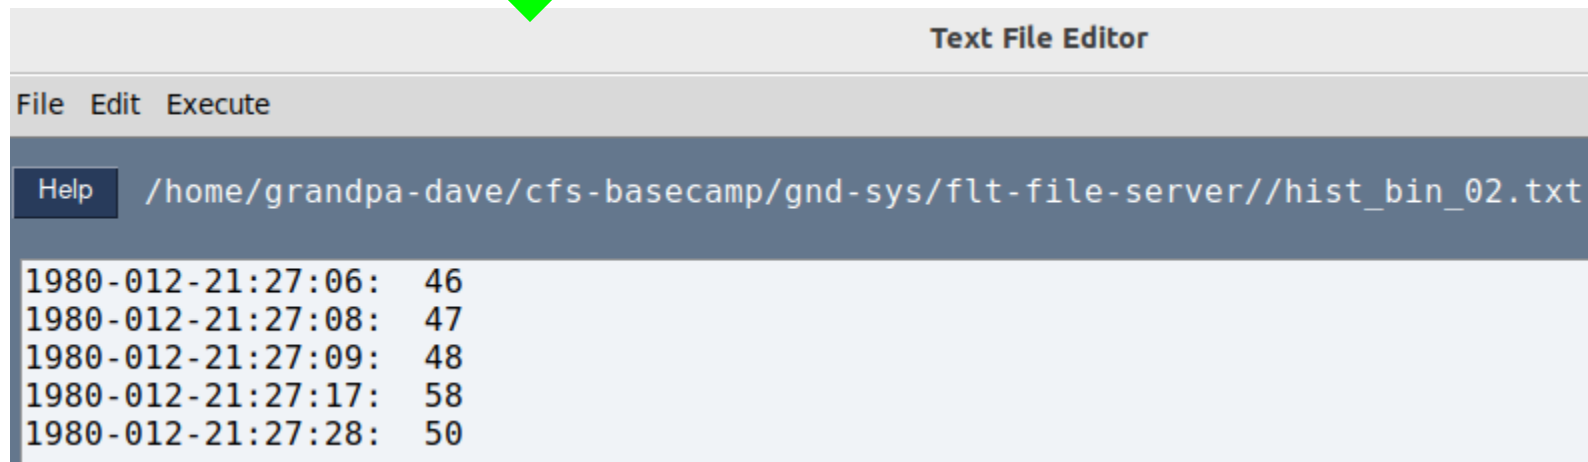 Text File Editor
File Edit Execute
Help /home/grandpa-dave/cfs-basecamp/gnd-sys/flt-file-server//hist_bin_02.txt
1980-012-21:27:06:  46
1980-012-21:27:08:  47
1980-012-21:27:09:  48
1980-012-21:27:17:  58
1980-012-21:27:28:  50